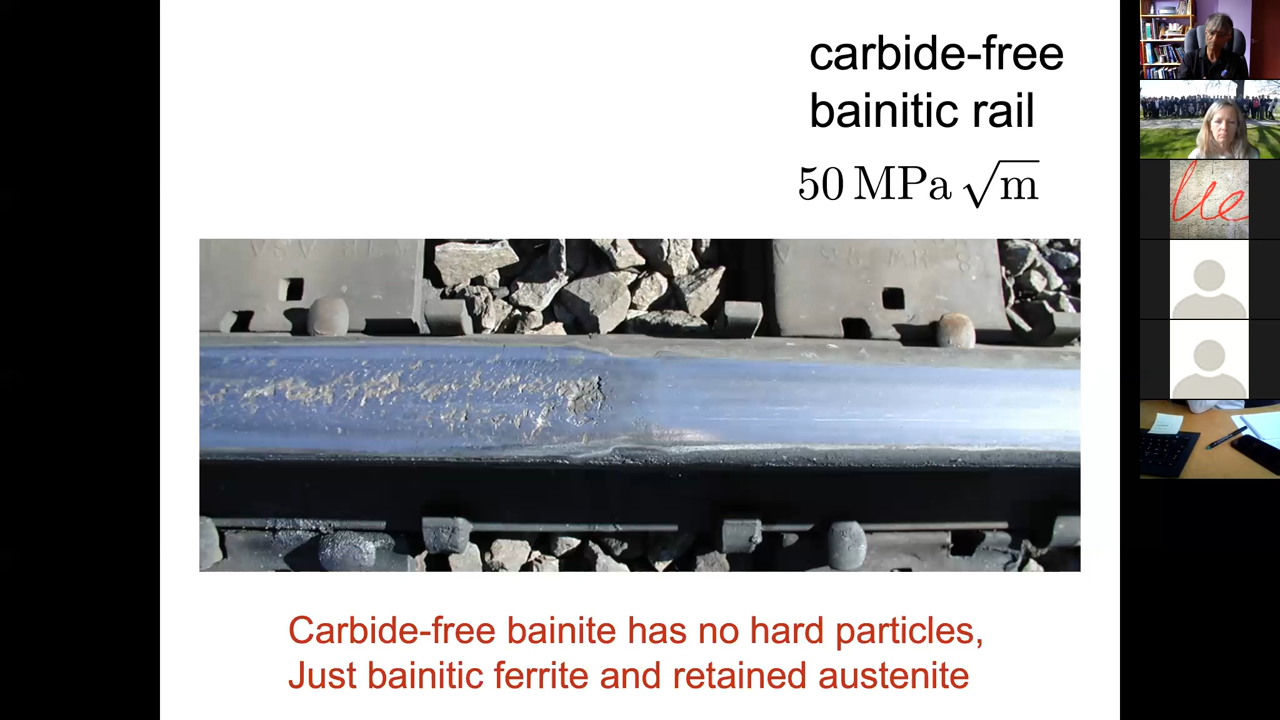 carbide-free
bainitic rail
50 MPa √m
Carbide-free bainite has no hard particles,
Just bainitic ferrite and retained austenite